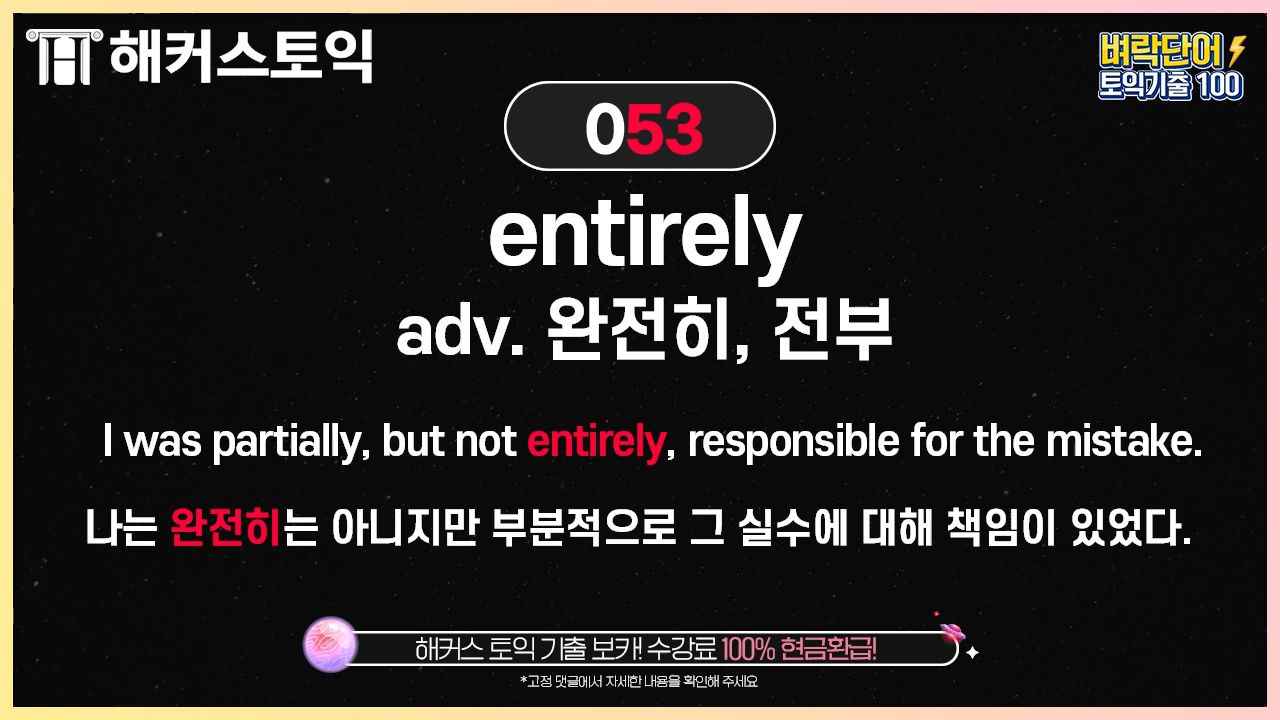 해커스토익
벼락단어
토익기출 100
053
entirely
adv. 완전히, 전부
I was partially, but not entirely, responsible for the mistake.
나는 완전히는 아니지만 부분적으로 그 실수에 대해 책임이 있었다.
해커스 토익 기출 보카! 수강료 100% 현금환급!
*고정 댓글에서 자세한 내용을 확인해 주세요